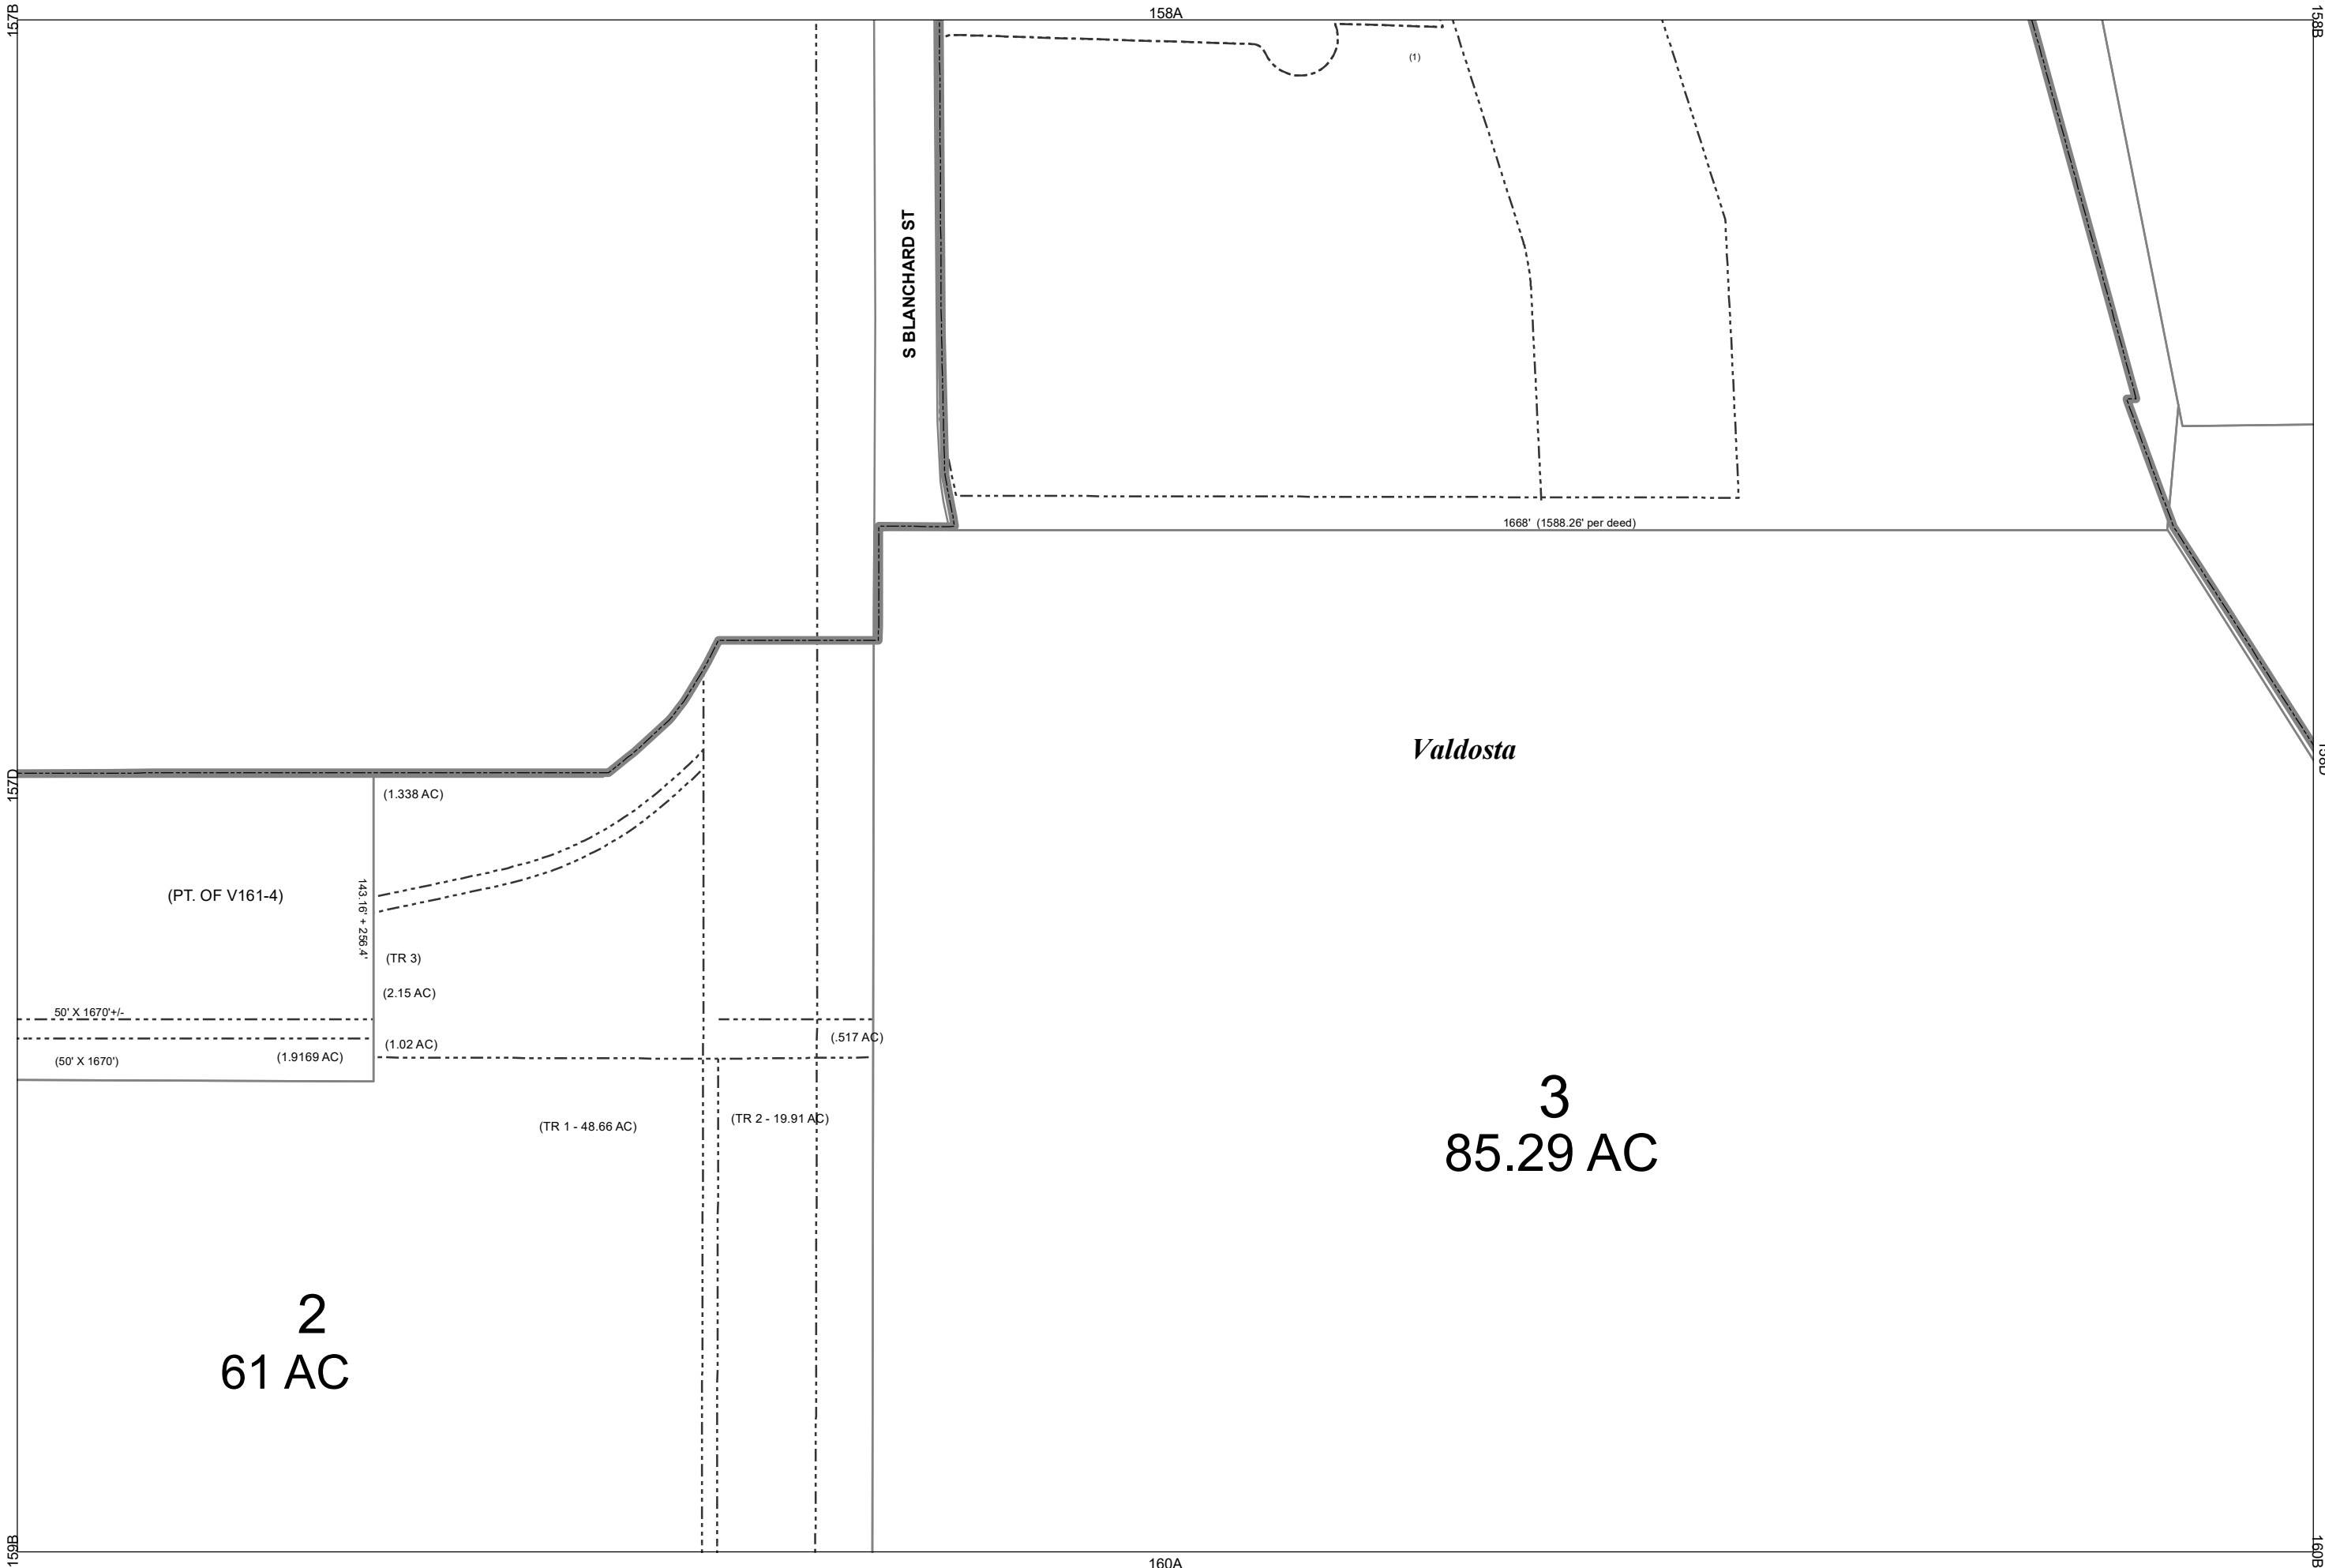 157B
158A
158B
(1)
S BLANCHARD ST
1668' (1588.26' per deed)
Valdosta
157D
158D
(1.338 AC)
(PT. OF V161-4)
143.16' + 256.4'
(TR 3)
(2.15 AC)
50' X 1670'+/-
(.517 AC)
(1.02 AC)
(1.9169 AC)
(50' X 1670')
(TR 1 - 48.66 AC)
(TR 2 - 19.91 AC)
3
85.29 AC
2
61 AC
159B
160A
160B